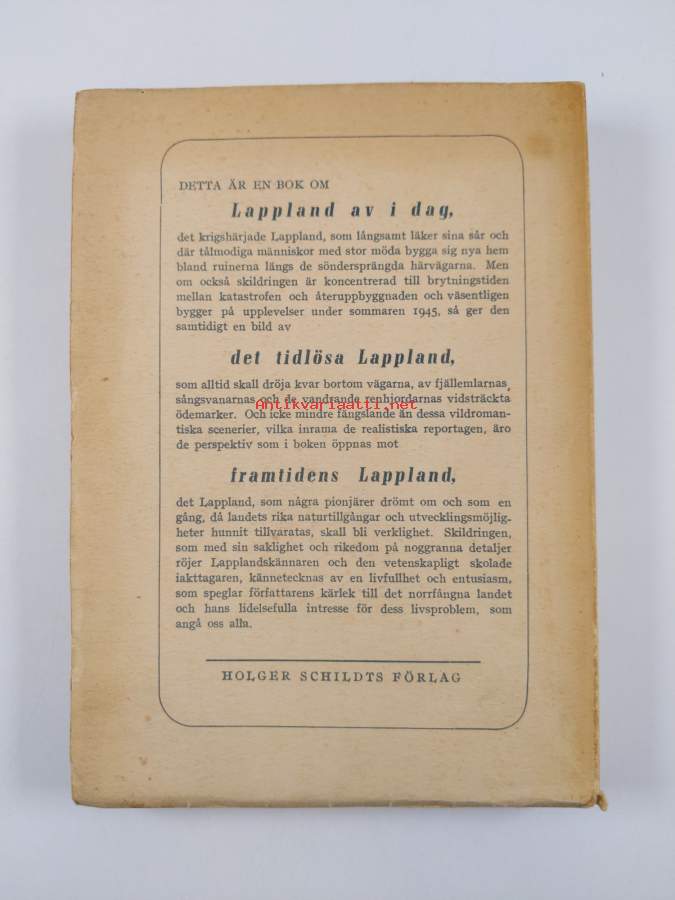 DETTA ÄR EN BOK OM
Lappland av i dag,
det krigshärjade Lappland, som långsamt läker sina sår och
där tålmodiga människor med stor möda bygga sig nya hem
bland ruinerna längs de söndersprängda härvägarna. Men
om också skildringen är koncentrerad till brytningstiden
mellan katastrofen och återuppbyggnaden och väsentligen
bygger på upplevelser under sommaren 1945, så ger den
samtidigt en bild av
det tidlösa Lappland,
som alltid skall dröja kvar bortom vägarna, av fjällemlarnas,
sångsvanarnas och de vandrande renhjordarnas vidsträckta
Antikvariaatti.net
ödemarker. Och icke mindre fängslande än dessa vildroman-
tiska scenerier, vilka inrama de realistiska reportagen, äro
de perspektiv som i boken öppnas mot
framtidens Lappland,
det Lappland, som några pionjärer drömt om och som en
gång, då landets rika naturtillgångar och utvecklingsmöjlig-
heter hunnit tillvaratas, skall bli verklighet. Skildringen,
som med sin saklighet och rikedom på noggranna detaljer
röjer Lapplandskännaren och den vetenskapligt skolade
iakttagaren, kännetecknas av en livfullhet och entusiasm,
som speglar författarens kärlek till det norrfångna landet
och hans lidelsefulla intresse för dess livsproblem, som
angå oss alla.
HOLGER SCHILDTS FÖRLAG